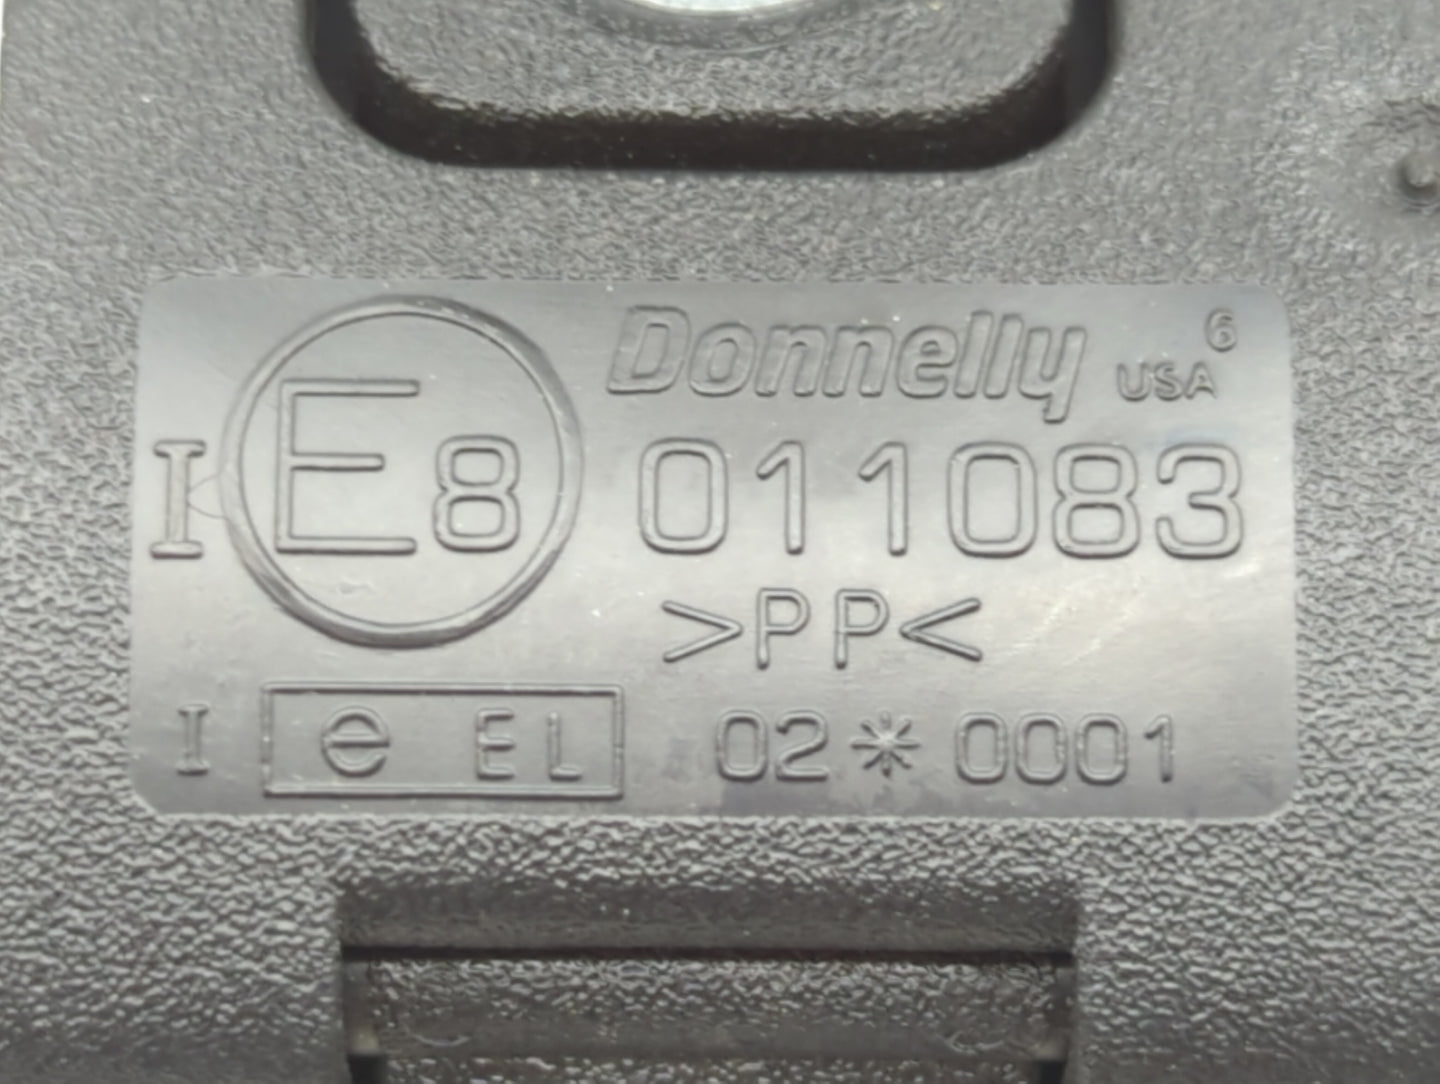 Donnelly USA 6
I E8 011083
>PP<
I e EL 02*0001